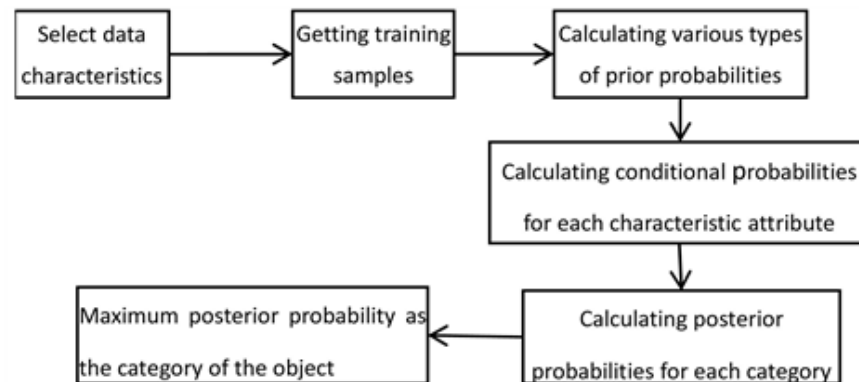 Select data
characteristics
Getting training
samples
Calculating various types
of prior probabilities
Calculating conditional probabilities
for each characteristic attribute
Calculating posterior
probabilities for each category
Maximum posterior probability as
the category of the object